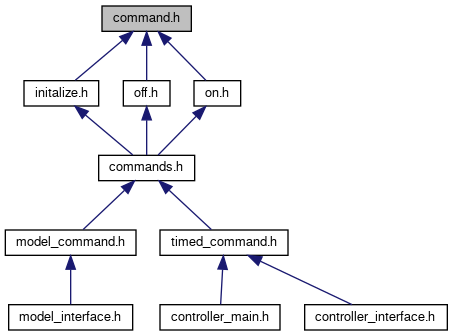 command.h
initalize.h
off.h
on.h
commands.h
model_command.h
timed_command.h
model_interface.h
controller_main.h
controller_interface.h